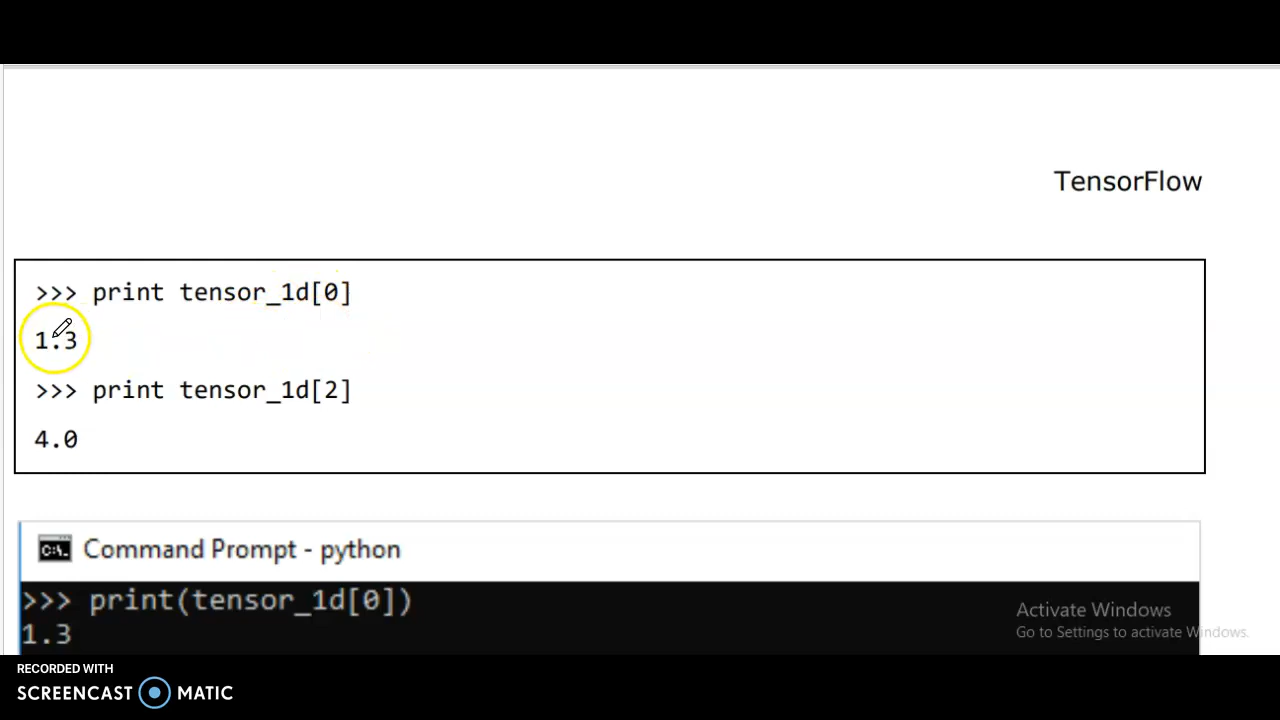 TensorFlow
>>> print tensor_1d[0]
1.3
>>> print tensor_1d[2]
4.0
Command Prompt - python
>>> print(tensor_1d[0])
1.3
Activate Windows
Go to Settings to activate Windows.
RECORDED WITH
SCREENCAST MATIC